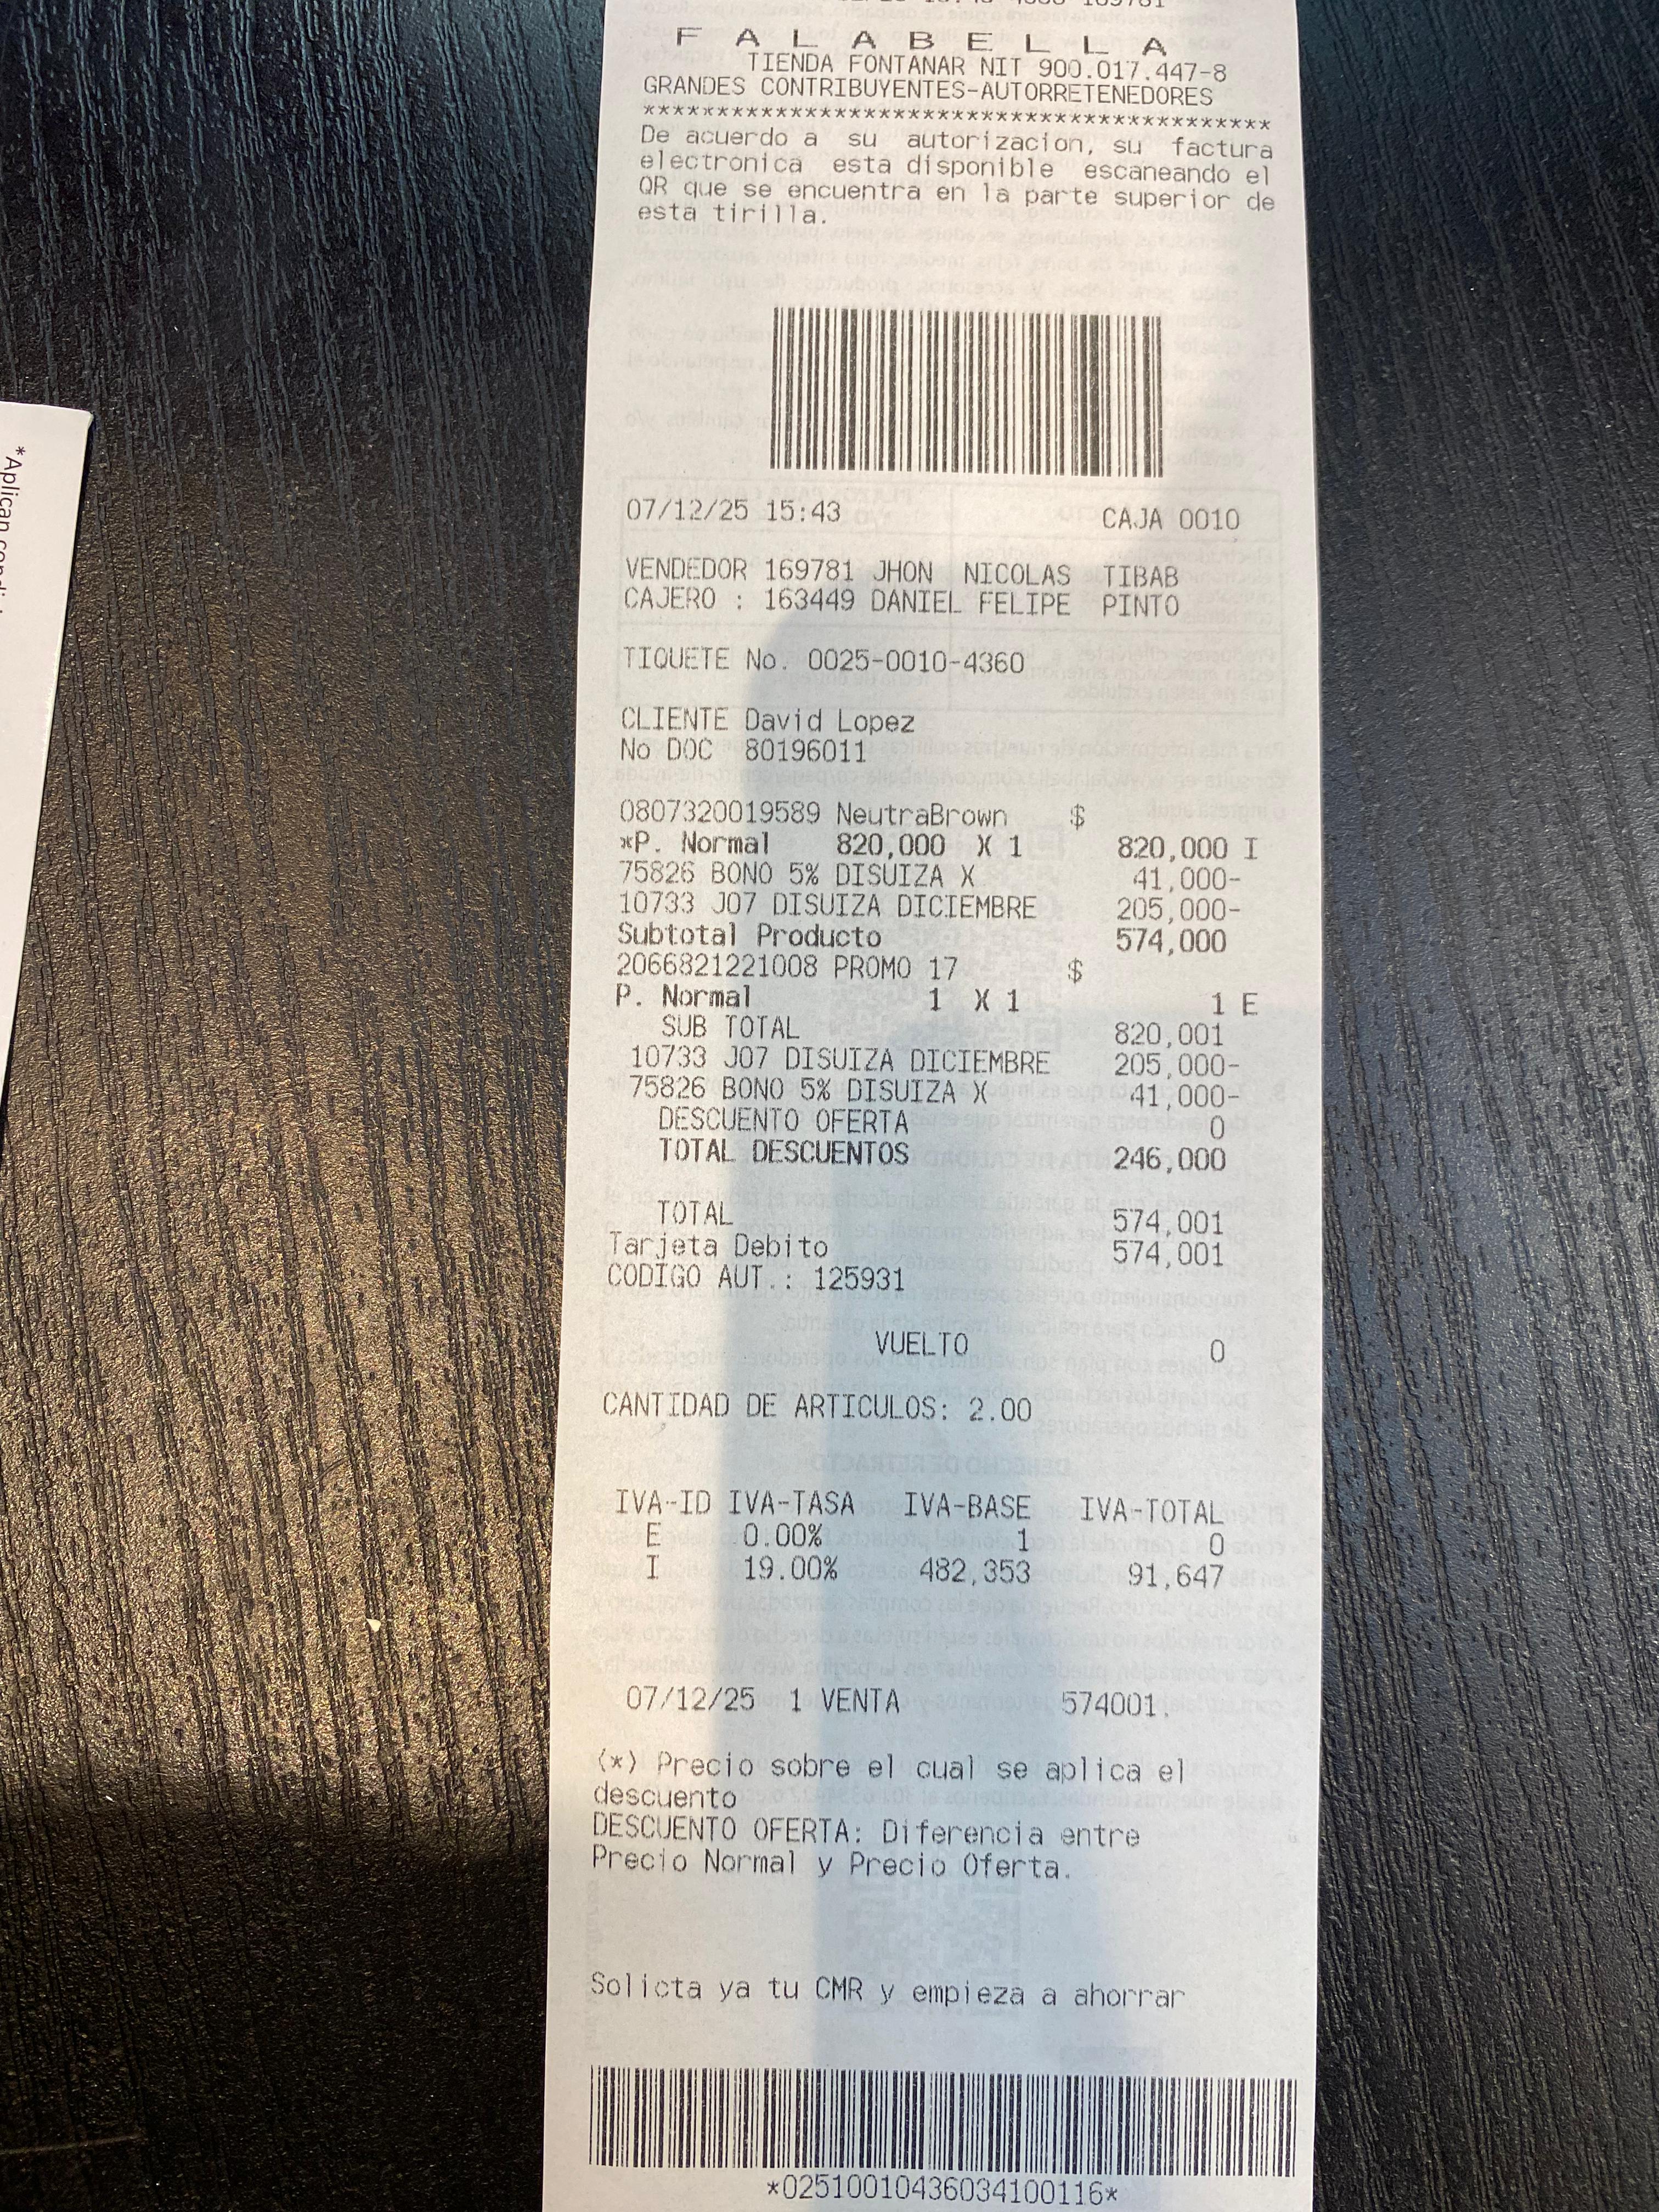 F A L A B E L L A
TIENDA FONTANAR NIT 900.017.447-8
GRANDES CONTRIBUYENTES-AUTORRETENEDORES
*******************************************
De acuerdo a su autorizacion, su factura
electronica esta disponible escaneando el
QR que se encuentra en la parte superior de
esta tirilla.
07/12/25 15:43 CAJA 0010
VENDEDOR 169781 JHON NICOLAS TIBAB
CAJERO : 163449 DANIEL FELIPE PINTO
TIQUETE No. 0025-0010-4360
CLIENTE David Lopez
No DOC 80196011
0807320019589 NeutraBrown $
*P. Normal 820,000 X 1 820,000 I
75826 BONO 5% DISUIZA X 41,000-
10733 J07 DISUIZA DICIEMBRE 205,000-
Subtotal Producto 574,000
2066821221008 PROMO 17 $
P. Normal 1 X 1 1 E
SUB TOTAL 820,001
10733 J07 DISUIZA DICIEMBRE 205,000-
75826 BONO 5% DISUIZA X 41,000-
DESCUENTO OFERTA 0
TOTAL DESCUENTOS 246,000
TOTAL 574,001
Tarjeta Debito 574,001
CODIGO AUT.: 125931
VUELTO 0
CANTIDAD DE ARTICULOS: 2.00
IVA-ID IVA-TASA IVA-BASE IVA-TOTAL
E 0.00% 1 0
I 19.00% 482,353 91,647
07/12/25 1 VENTA 574001.
(*) Precio sobre el cual se aplica el
descuento
DESCUENTO OFERTA: Diferencia entre
Precio Normal y Precio Oferta.
Solicta ya tu CMR y empieza a ahorrar
*02510010436034100116*
*Aplican